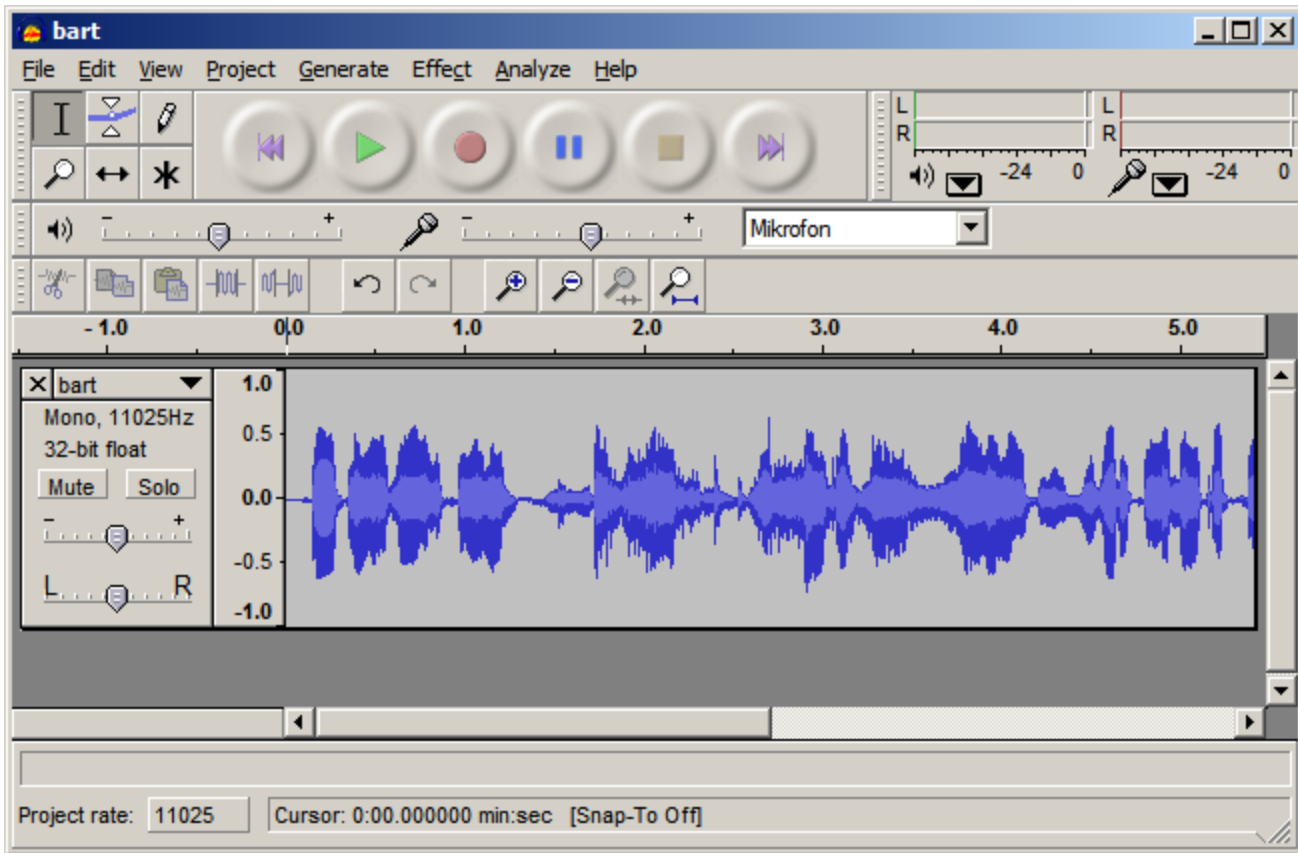 bart
File Edit View Project Generate Effect Analyze Help
L
R
-24 0
L
R
-24 0
- + - + Mikrofon
- 1.0 0.0 1.0 2.0 3.0 4.0 5.0
X bart
Mono, 11025Hz
32-bit float
Mute Solo
- +
L R
1.0
0.5
0.0
-0.5
-1.0
Project rate: 11025 Cursor: 0:00.000000 min:sec [Snap-To Off]